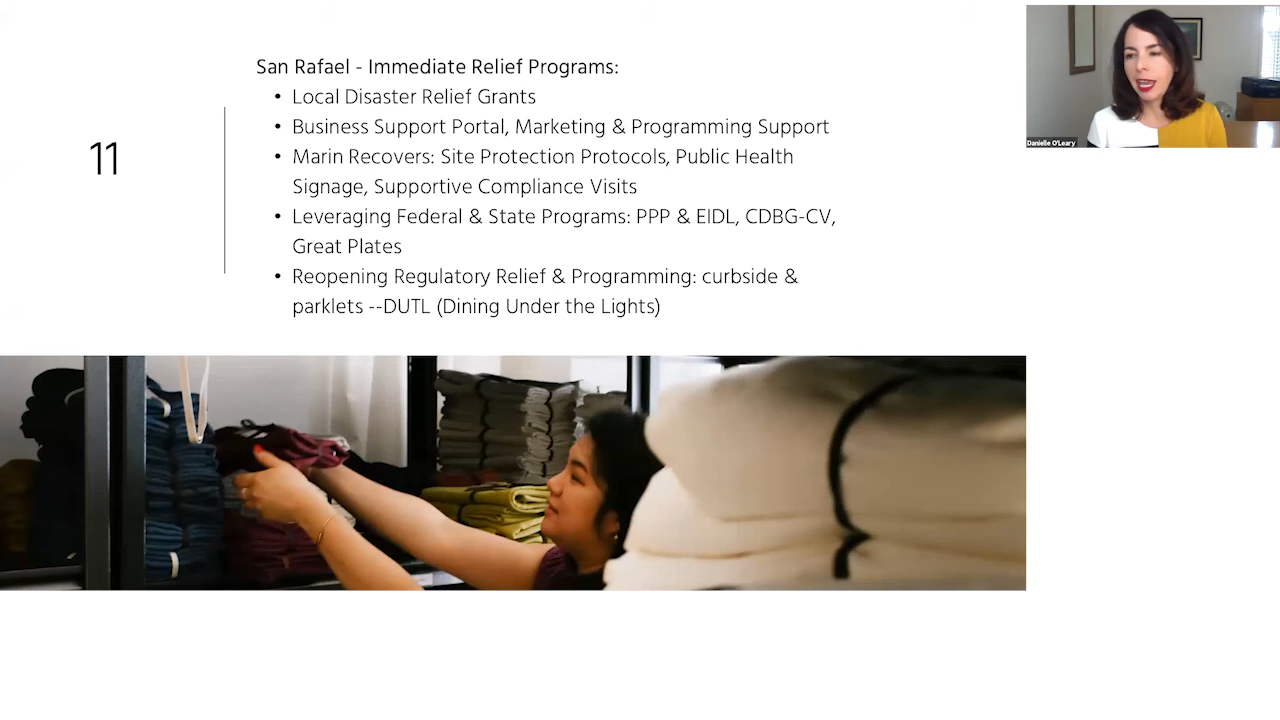 San Rafael - Immediate Relief Programs:
• Local Disaster Relief Grants
• Business Support Portal, Marketing & Programming Support
• Marin Recovers: Site Protection Protocols, Public Health
Signage, Supportive Compliance Visits
• Leveraging Federal & State Programs: PPP & EIDL, CDBG-CV,
Great Plates
• Reopening Regulatory Relief & Programming: curbside &
parklets --DUTL (Dining Under the Lights)
11
Danielle O'Leary